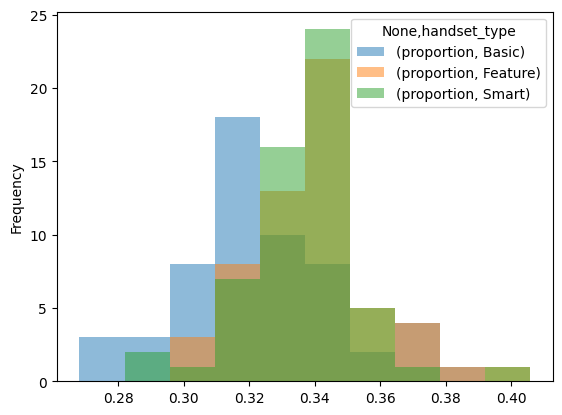 None,handset_type
(proportion, Basic)
(proportion, Feature)
(proportion, Smart)
Frequency
25
20
15
10
5
0
0.28 0.30 0.32 0.34 0.36 0.38 0.40